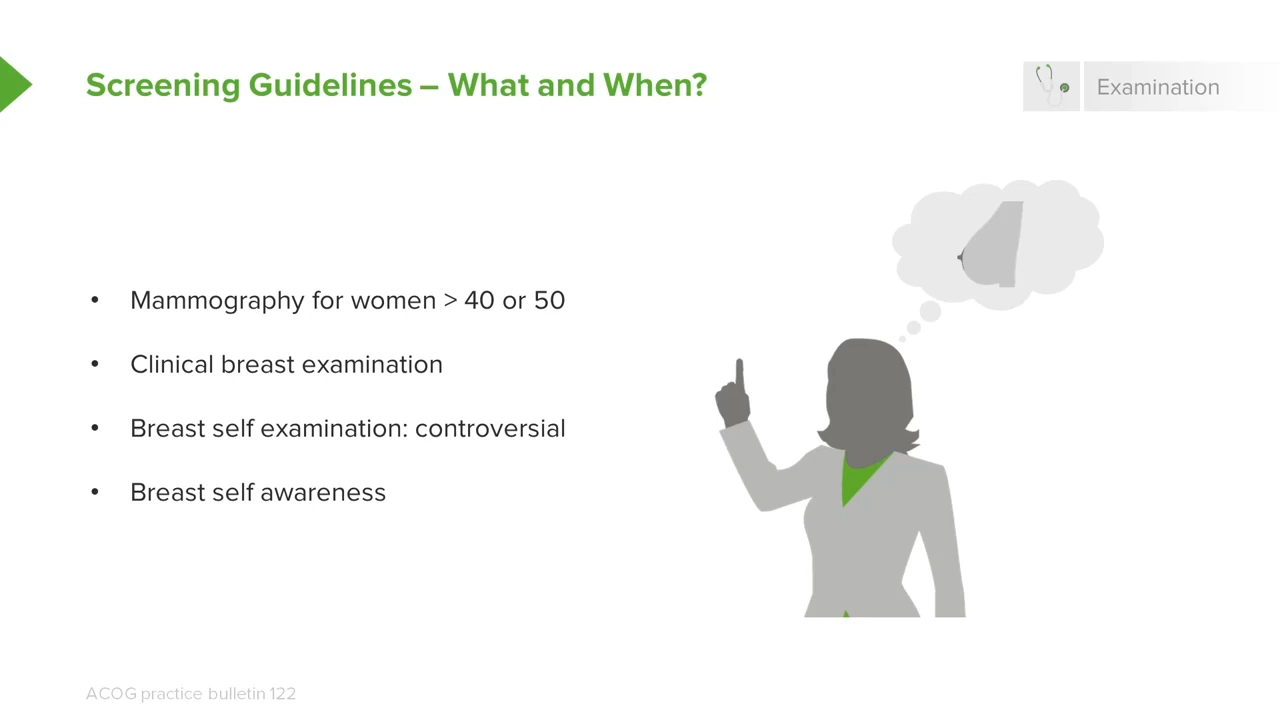 Screening Guidelines – What and When?
Examination
• Mammography for women > 40 or 50
• Clinical breast examination
• Breast self examination: controversial
• Breast self awareness
ACOG practice bulletin 122